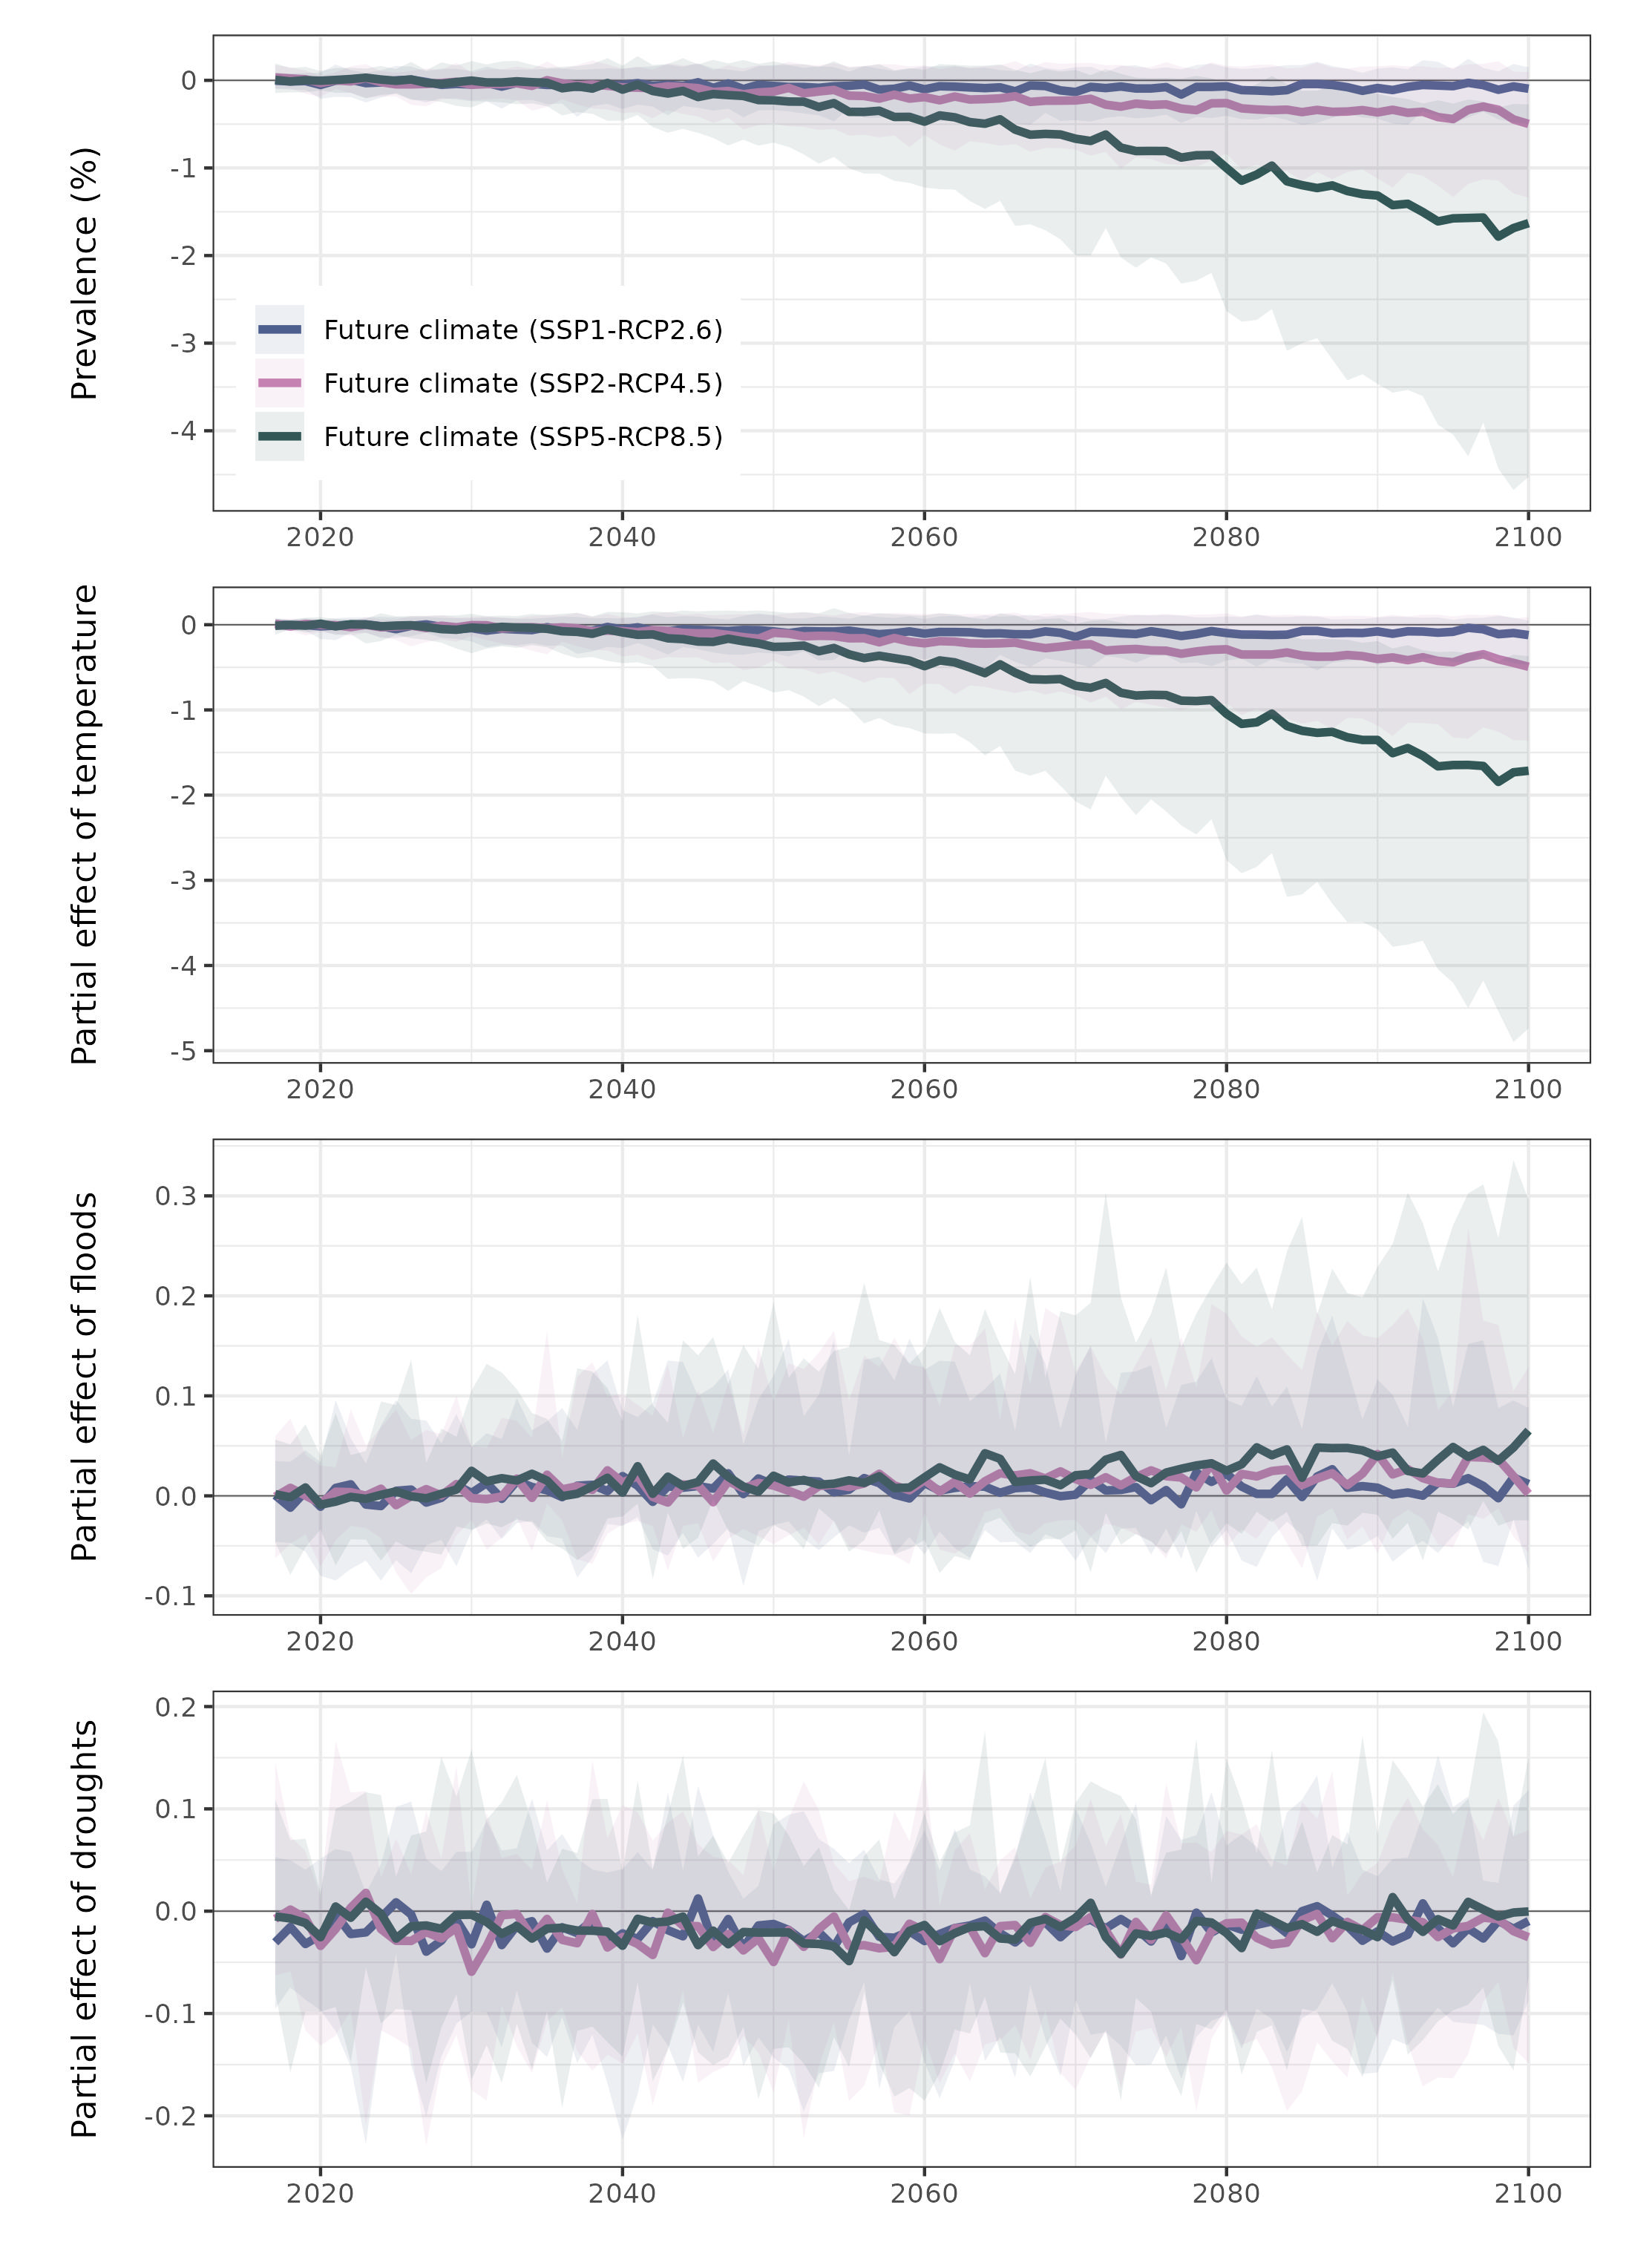 Prevalence (%)
0
-1
-2
-3
-4
Future climate (SSP1-RCP2.6)
Future climate (SSP2-RCP4.5)
Future climate (SSP5-RCP8.5)
2020 2040 2060 2080 2100
Partial effect of temperature
0
-1
-2
-3
-4
-5
2020 2040 2060 2080 2100
Partial effect of floods
0.3
0.2
0.1
0.0
-0.1
2020 2040 2060 2080 2100
Partial effect of droughts
0.2
0.1
0.0
-0.1
-0.2
2020 2040 2060 2080 2100